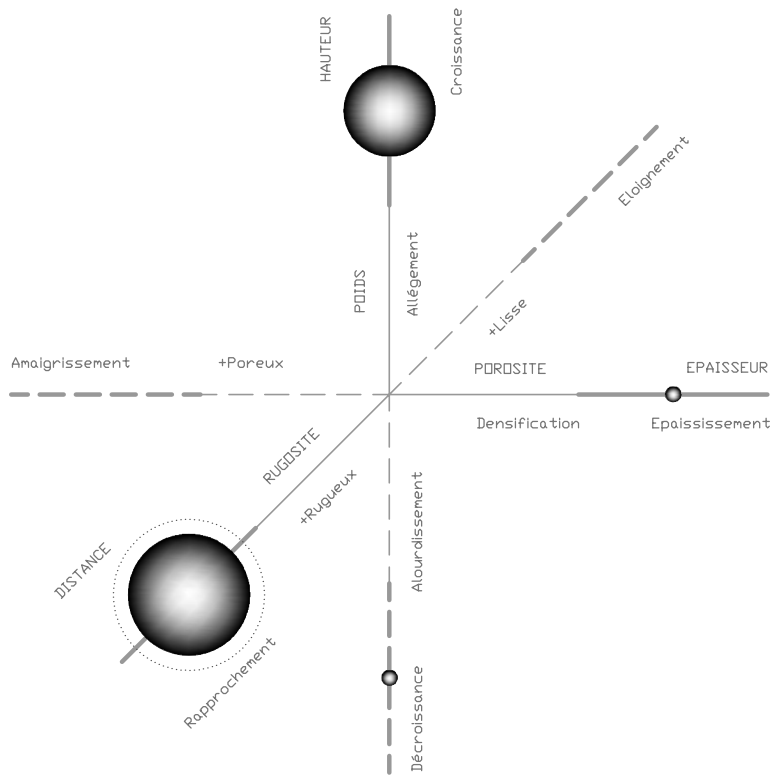 HAUTEUR
Croissance
Eloignement
POIDS
Allégement
+Lisse
Amaigrissement
+Poreux
POROSITE
EPAISSEUR
Densification
Epaississement
RUGOSITE
+Rugueux
Alourdissement
DISTANCE
Rapprochement
Décroissance